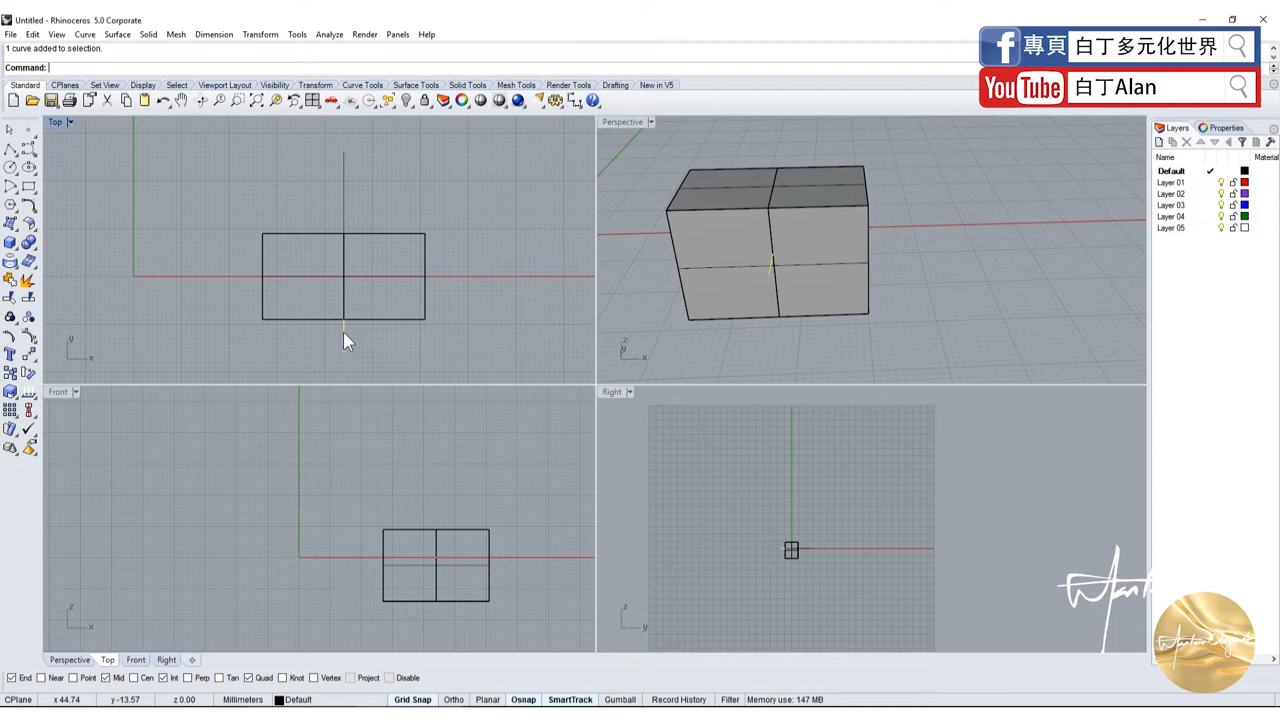 Untitled - Rhinoceros 5.0 Corporate
File Edit View Curve Surface Solid Mesh Dimension Transform Tools Analyze Render Panels Help
1 curve added to selection.
Command:
專頁 白丁多元化世界
YouTube 白丁Alan
Standard CPlanes Set View Display Select Viewport Layout Visibility Transform Curve Tools Surface Tools Solid Tools Mesh Tools Render Tools Drafting New in V5
Top
Perspective
Layers Properties
Name Material
Default
Layer 01
Layer 02
Layer 03
Layer 04
Layer 05
y x
z y x
Front
Right
z x
z y
Perspective Top Front Right
End Near Point Mid Cen Int Perp Tan Quad Knot Vertex Project Disable
CPlane x 44.74 y -13.57 z 0.00 Millimeters Default Grid Snap Ortho Planar Osnap SmartTrack Gumball Record History Filter Memory use: 147 MB